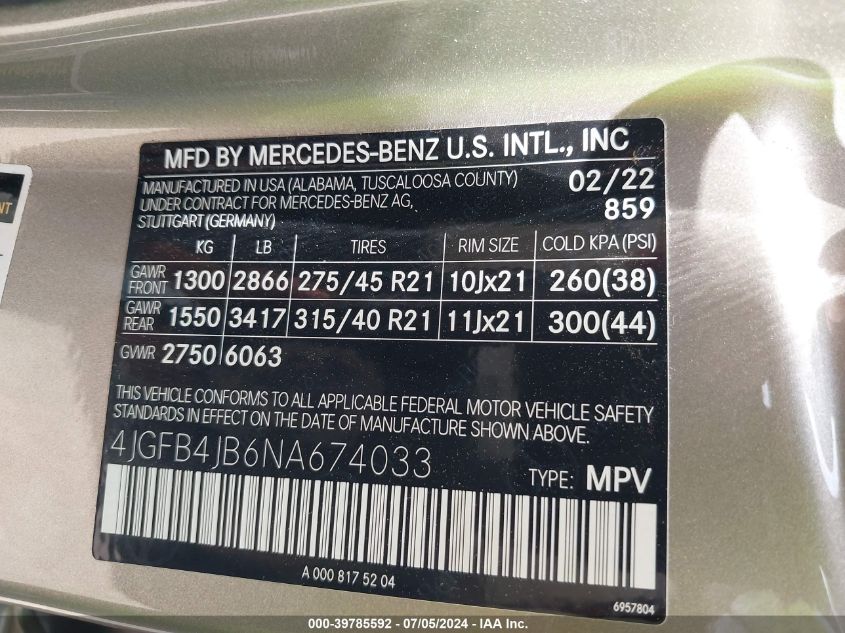 MFD BY MERCEDES-BENZ U.S. INTL., INC
MANUFACTURED IN USA (ALABAMA, TUSCALOOSA COUNTY) 02/22
UNDER CONTRACT FOR MERCEDES-BENZ AG, 859
STUTTGART (GERMANY)
KG LB TIRES RIM SIZE COLD KPA (PSI)
GAWR FRONT 1300 2866 275/45 R21 10Jx21 260(38)
GAWR REAR 1550 3417 315/40 R21 11Jx21 300(44)
GVWR 2750 6063
THIS VEHICLE CONFORMS TO ALL APPLICABLE FEDERAL MOTOR VEHICLE SAFETY
STANDARDS IN EFFECT ON THE DATE OF MANUFACTURE SHOWN ABOVE.
4JGFB4JB6NA674033
TYPE: MPV
A 000 817 52 04
6957804
000-39785592 - 07/05/2024 - IAA Inc.